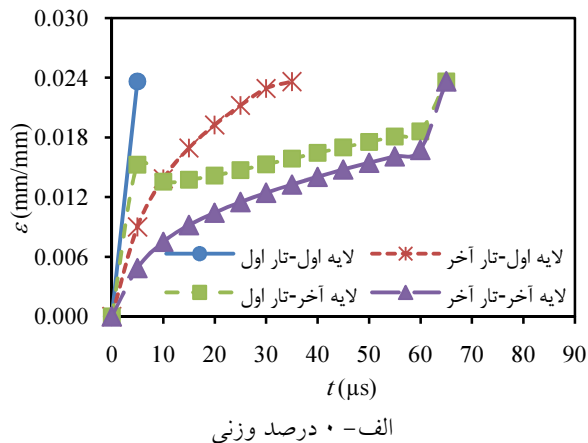 0.030
0.024
0.018
0.012
0.006
0.000
ε (mm/mm)
لایه اول-تار اول
لایه اول-تار آخر
لایه آخر-تار اول
لایه آخر-تار آخر
0 10 20 30 40 50 60 70 80 90
t (µs)
الف- ۰ درصد وزنی